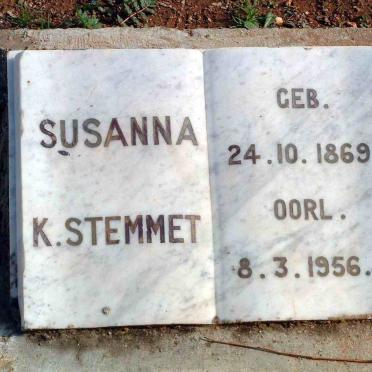 SUSANNA
K. STEMMET
GEB.
24.10.1869
OORL.
8.3.1956.